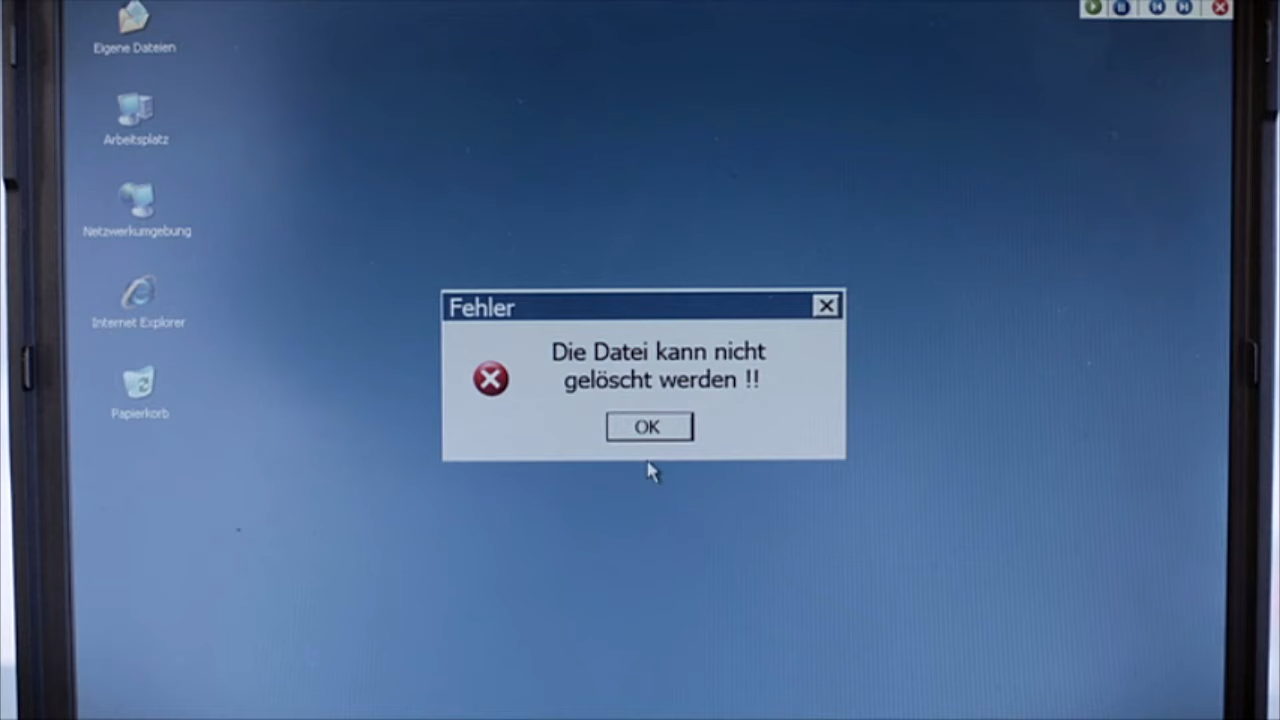 Eigene Dateien
Arbeitsplatz
Netzwerkumgebung
Internet Explorer
Papierkorb
Fehler
Die Datei kann nicht
gelöscht werden !!
OK